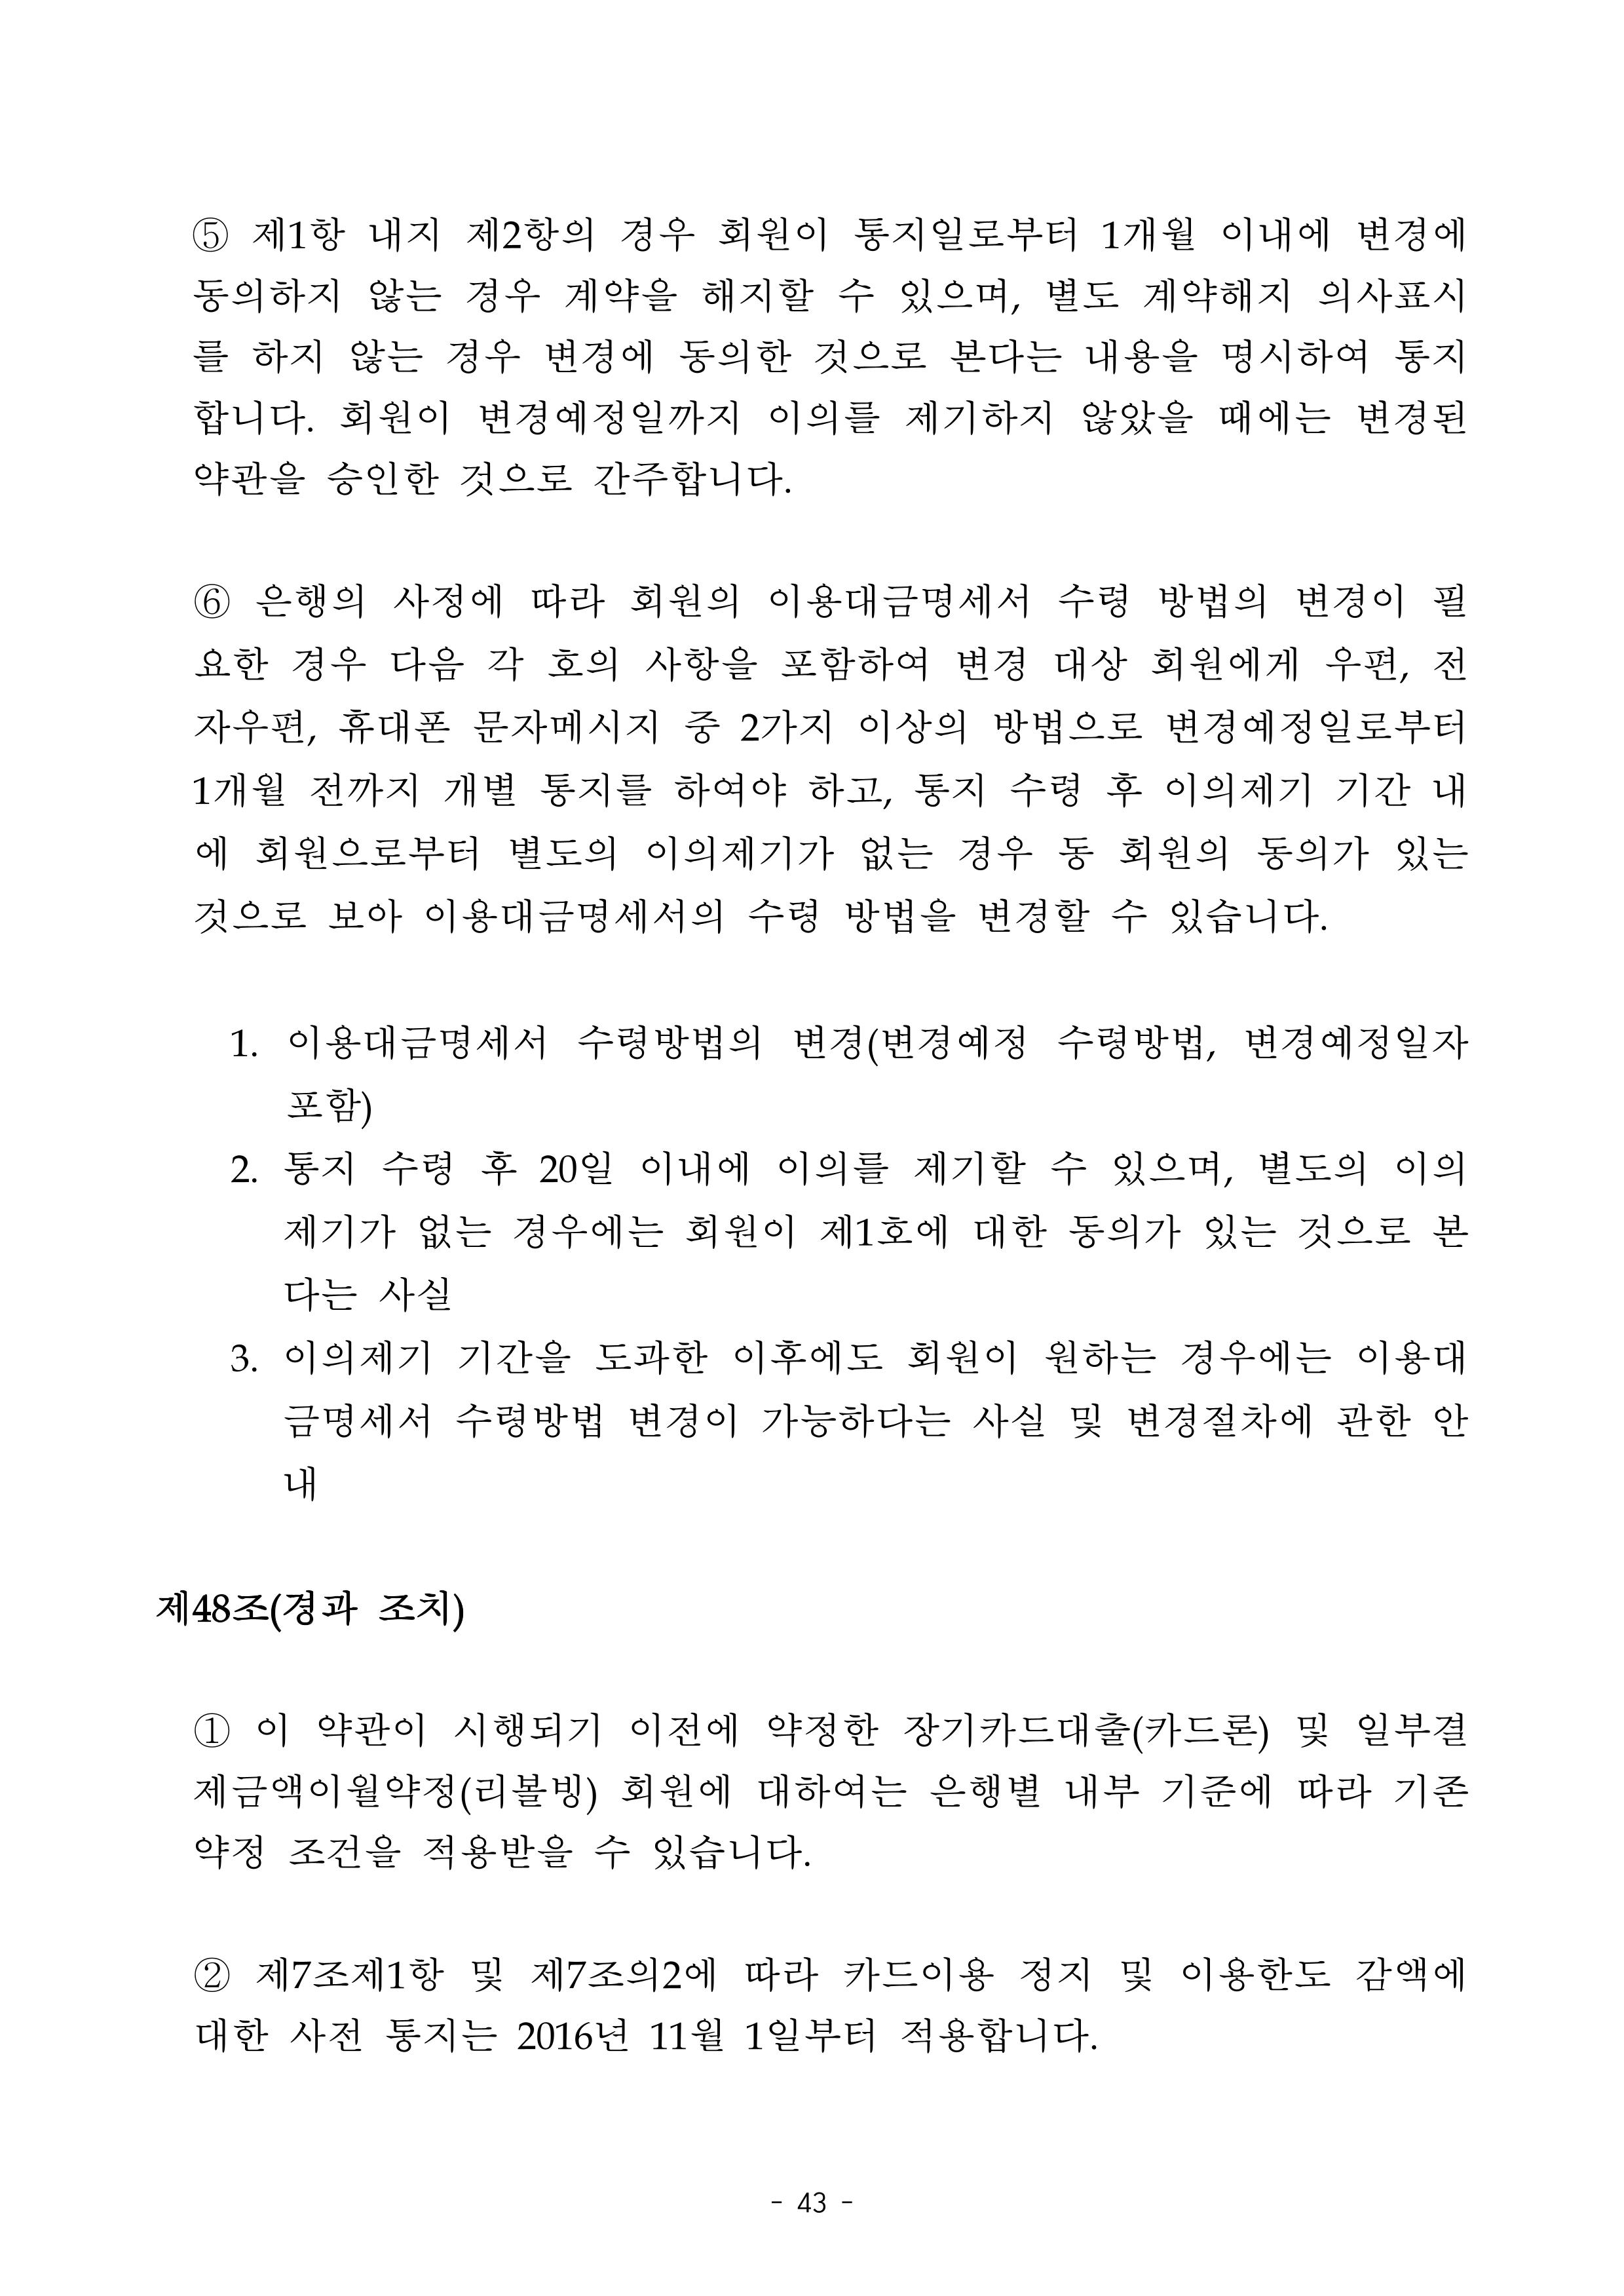 ⑤ 제1항 내지 제2항의 경우 회원이 통지일로부터 1개월 이내에 변경에
동의하지 않는 경우 계약을 해지할 수 있으며, 별도 계약해지 의사표시
를 하지 않는 경우 변경에 동의한 것으로 본다는 내용을 명시하여 통지
합니다. 회원이 변경예정일까지 이의를 제기하지 않았을 때에는 변경된
약관을 승인한 것으로 간주합니다.
⑥ 은행의 사정에 따라 회원의 이용대금명세서 수령 방법의 변경이 필
요한 경우 다음 각 호의 사항을 포함하여 변경 대상 회원에게 우편, 전
자우편, 휴대폰 문자메시지 중 2가지 이상의 방법으로 변경예정일로부터
1개월 전까지 개별 통지를 하여야 하고, 통지 수령 후 이의제기 기간 내
에 회원으로부터 별도의 이의제기가 없는 경우 동 회원의 동의가 있는
것으로 보아 이용대금명세서의 수령 방법을 변경할 수 있습니다.
1. 이용대금명세서 수령방법의 변경(변경예정 수령방법, 변경예정일자
포함)
2. 통지 수령 후 20일 이내에 이의를 제기할 수 있으며, 별도의 이의
제기가 없는 경우에는 회원이 제1호에 대한 동의가 있는 것으로 본
다는 사실
3. 이의제기 기간을 도과한 이후에도 회원이 원하는 경우에는 이용대
금명세서 수령방법 변경이 가능하다는 사실 및 변경절차에 관한 안
내
제48조(경과 조치)
① 이 약관이 시행되기 이전에 약정한 장기카드대출(카드론) 및 일부결
제금액이월약정(리볼빙) 회원에 대하여는 은행별 내부 기준에 따라 기존
약정 조건을 적용받을 수 있습니다.
② 제7조제1항 및 제7조의2에 따라 카드이용 정지 및 이용한도 감액에
대한 사전 통지는 2016년 11월 1일부터 적용합니다.
- 43 -